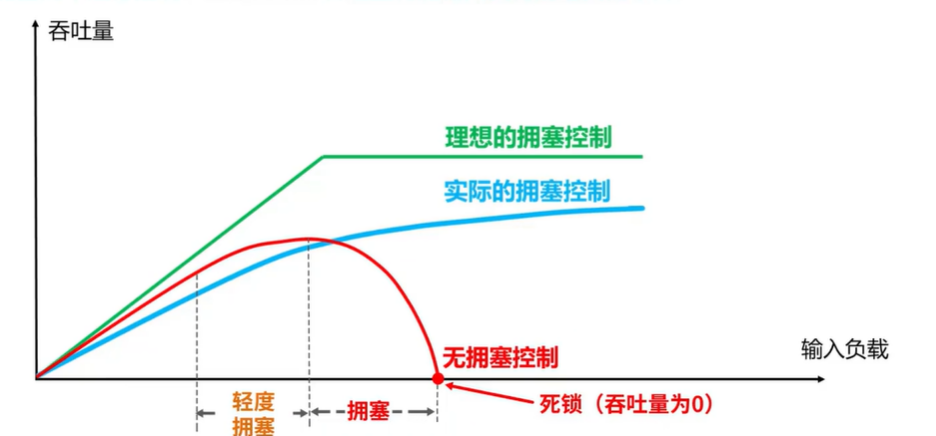 吞吐量
理想的拥塞控制
实际的拥塞控制
无拥塞控制
输入负载
轻度
拥塞
拥塞
死锁（吞吐量为0）